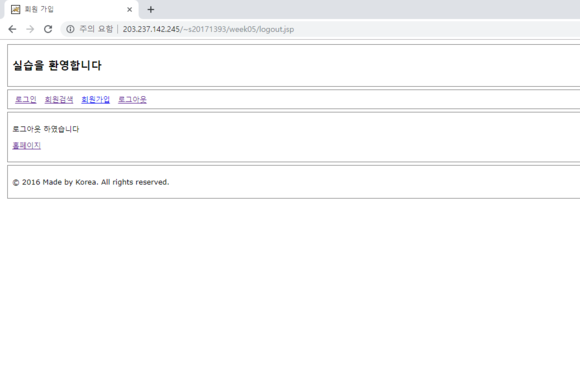 회원 가입
주의 요함 203.237.142.245/~s20171393/week05/logout.jsp
실습을 환영합니다
로그인 회원검색 회원가입 로그아웃
로그아웃 하였습니다
홈페이지
© 2016 Made by Korea. All rights reserved.